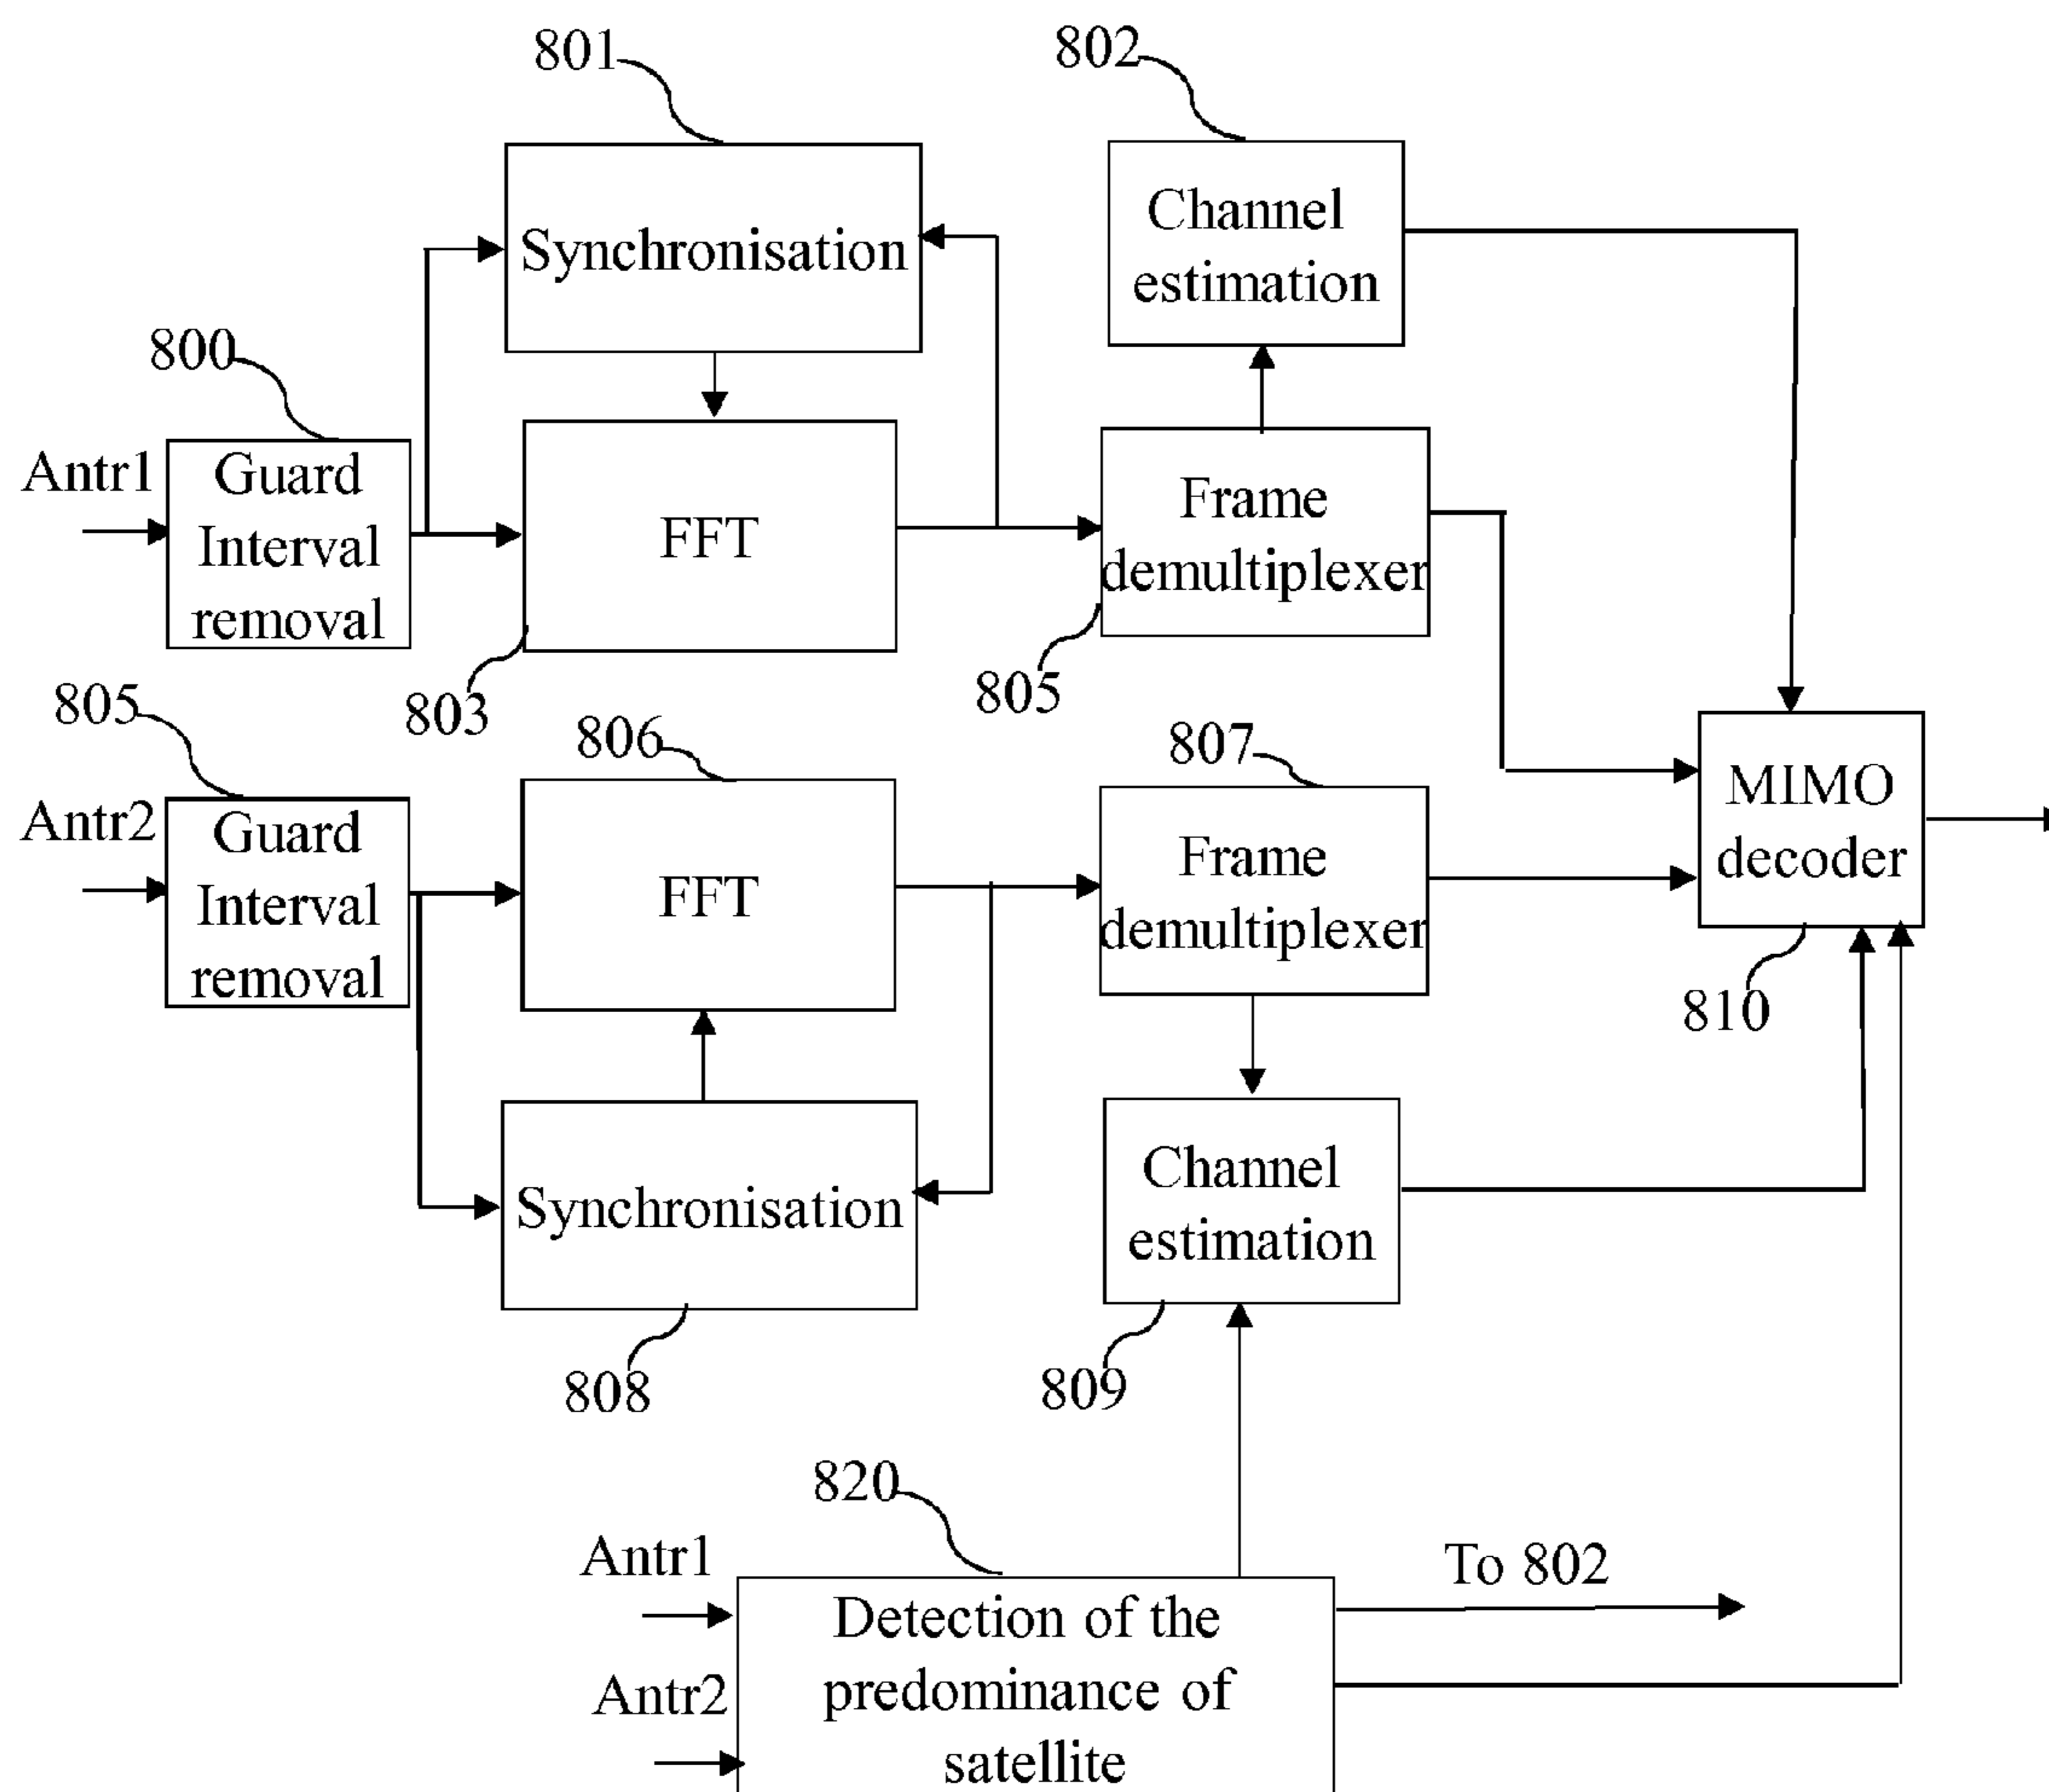 801
802
Synchronisation
Channel
estimation
800
Antr1
Guard
Interval
removal
FFT
Frame
demultiplexer
803
805
805
806
807
Antr2
Guard
Interval
removal
FFT
Frame
demultiplexer
MIMO
decoder
810
Synchronisation
Channel
estimation
808
809
820
Antr1
Antr2
Detection of the
predominance of
satellite
To 802